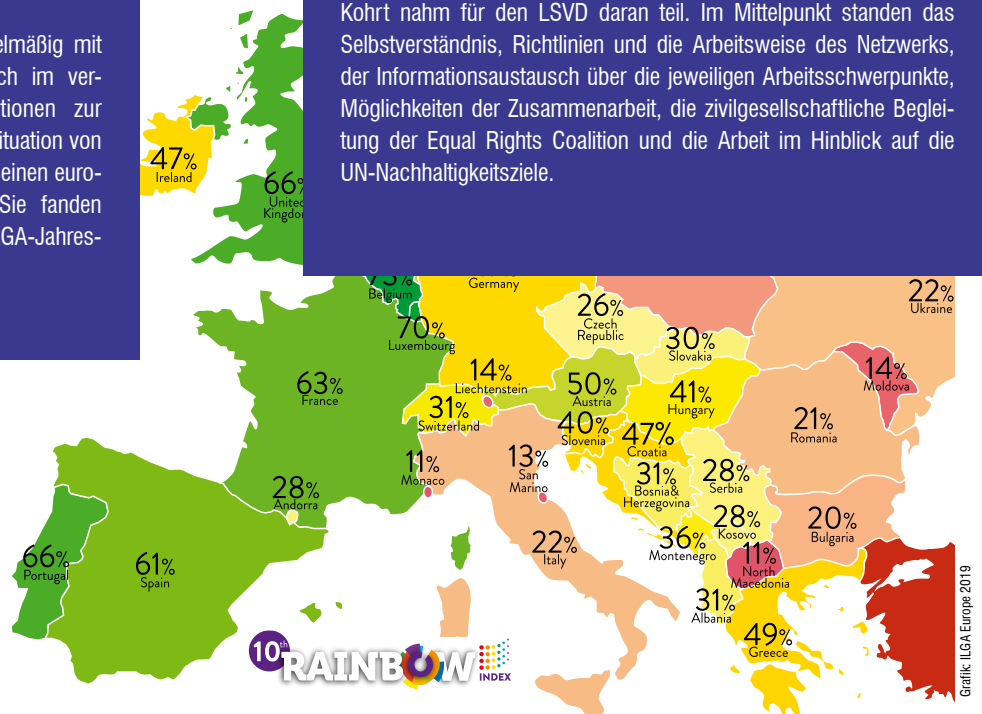 elmäßig mit
ch im ver-
tionen zur
ituation von
einen euro-
Sie fanden
GA-Jahres-
Kohrt nahm für den LSVD daran teil. Im Mittelpunkt standen das
Selbstverständnis, Richtlinien und die Arbeitsweise des Netzwerks,
der Informationsaustausch über die jeweiligen Arbeitsschwerpunkte,
Möglichkeiten der Zusammenarbeit, die zivilgesellschaftliche Beglei-
tung der Equal Rights Coalition und die Arbeit im Hinblick auf die
UN-Nachhaltigkeitsziele.
47%
Ireland
66%
United
Kingdom
Belgium
Germany
70%
Luxembourg
26%
Czech
Republic
22%
Ukraine
30%
Slovakia
14%
Moldova
63%
France
14%
Liechtenstein
50%
Austria
41%
Hungary
31%
Switzerland
40%
Slovenia
47%
Croatia
21%
Romania
11%
Monaco
13%
San
Marino
31%
Bosnia&
Herzegovina
28%
Serbia
28%
Andorra
28%
Kosovo
20%
Bulgaria
66%
Portugal
61%
Spain
22%
Italy
36%
Montenegro
11%
North
Macedonia
31%
Albania
49%
Greece
10th
RAINBOW
INDEX
Grafik: ILGA Europe 2019